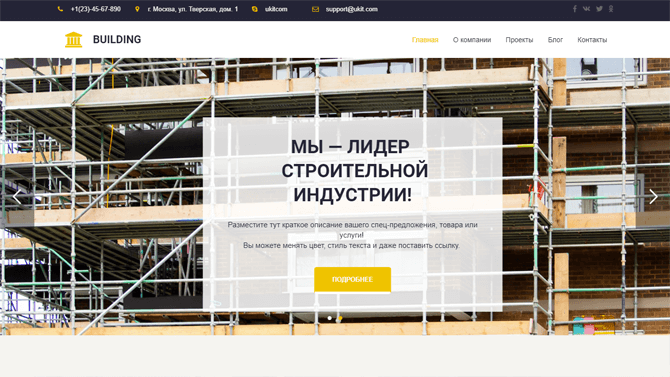 +1(23)-45-67-890 г. Москва, ул. Тверская, дом. 1 ukitcom support@ukit.com
BUILDING Главная О компании Проекты Блог Контакты
МЫ — ЛИДЕР
СТРОИТЕЛЬНОЙ
ИНДУСТРИИ!
Разместите тут краткое описание вашего спец-предложения, товара или
услуги!
Вы можете менять цвет, стиль текста и даже поставить ссылку.
ПОДРОБНЕЕ